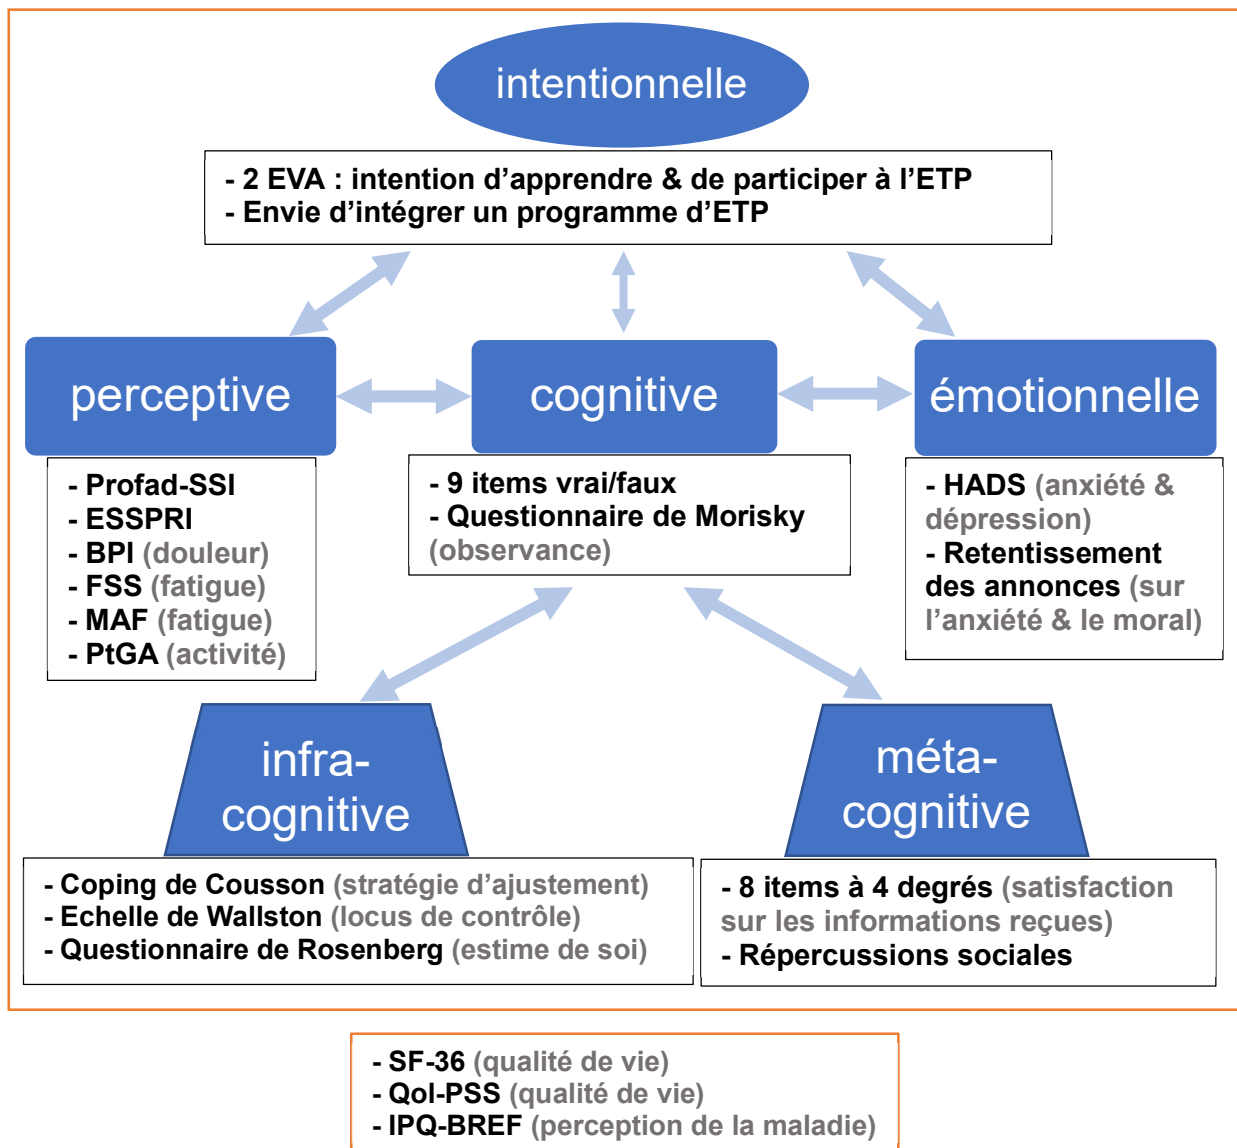 intentionnelle
- 2 EVA : intention d’apprendre & de participer à l’ETP
- Envie d’intégrer un programme d’ETP
perceptive
cognitive
émotionnelle
- Profad-SSI
- ESSPRI
- BPI (douleur)
- FSS (fatigue)
- MAF (fatigue)
- PtGA (activité)
- 9 items vrai/faux
- Questionnaire de Morisky
(observance)
- HADS (anxiété &
dépression)
- Retentissement
des annonces (sur
l’anxiété & le moral)
infra-
cognitive
méta-
cognitive
- Coping de Cousson (stratégie d’ajustement)
- Echelle de Wallston (locus de contrôle)
- Questionnaire de Rosenberg (estime de soi)
- 8 items à 4 degrés (satisfaction
sur les informations reçues)
- Répercussions sociales
- SF-36 (qualité de vie)
- Qol-PSS (qualité de vie)
- IPQ-BREF (perception de la maladie)